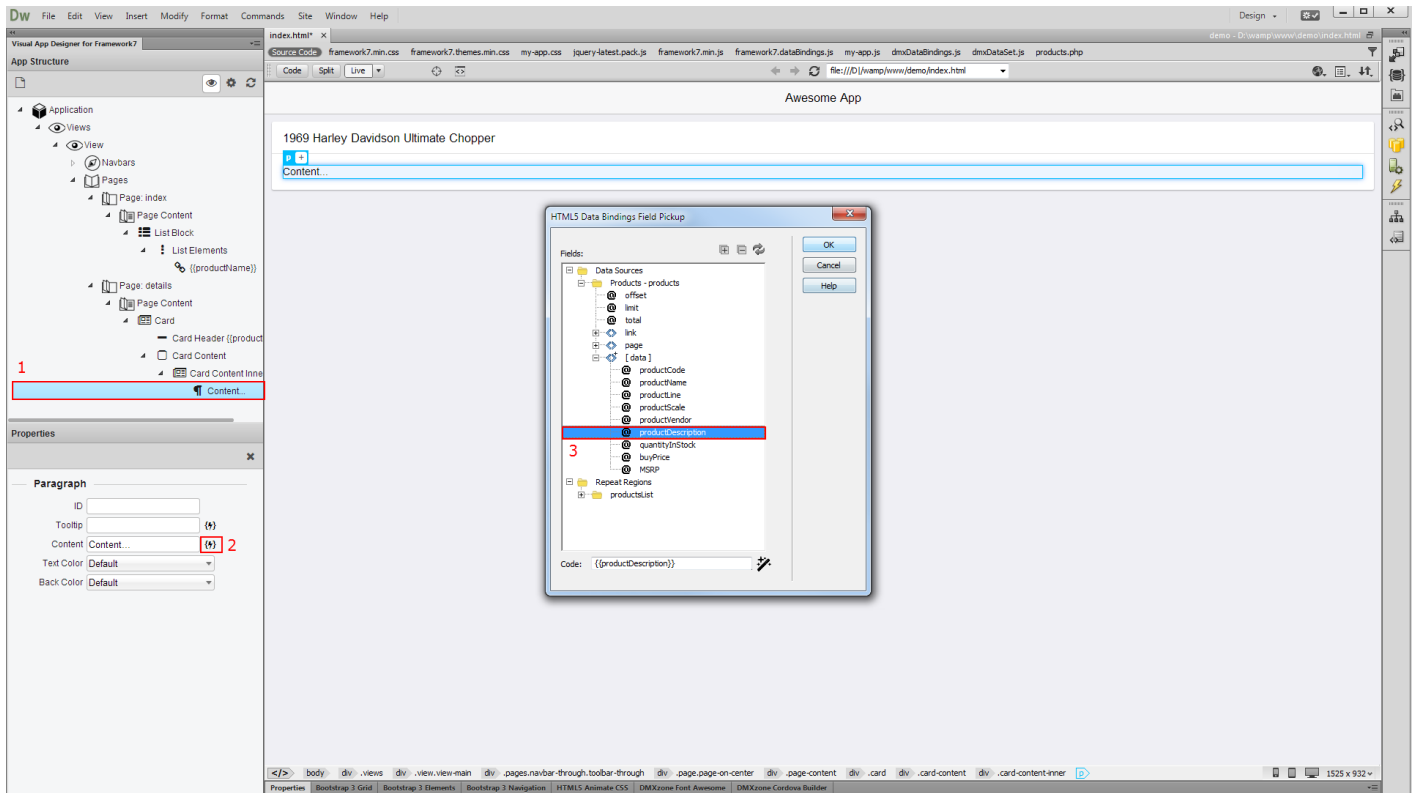 Dw File Edit View Insert Modify Format Commands Site Window Help Design
Visual App Designer for Framework7
App Structure
Application
Views
View
Navbars
Pages
Page: index
Page Content
List Block
List Elements
{{productName}}
Page: details
Page Content
Card
Card Header {{product
Card Content
Card Content Inne
1
Content...
Properties
Paragraph
ID
Tooltip
Content Content... 2
Text Color Default
Back Color Default
index.html* × demo - D:\wamp\www\demo\index.html
Source Code framework7.min.css framework7.themes.min.css my-app.css jquery-latest.pack.js framework7.min.js framework7.dataBindings.js my-app.js dmxDataBindings.js dmxDataSet.js products.php
Code Split Live file:///D|/wamp/www/demo/index.html
Awesome App
1969 Harley Davidson Ultimate Chopper
p +
Content...
HTML5 Data Bindings Field Pickup
Fields:
OK
Cancel
Help
Data Sources
Products - products
offset
limit
total
link
page
[ data ]
productCode
productName
productLine
productScale
productVendor
productDescription
3
quantityInStock
buyPrice
MSRP
Repeat Regions
productsList
Code: {{productDescription}}
</> body div .views div .view.view-main div .pages.navbar-through.toolbar-through div .page.page-on-center div .page-content div .card div .card-content div .card-content-inner p 1525 x 932
Properties Bootstrap 3 Grid Bootstrap 3 Elements Bootstrap 3 Navigation HTML5 Animate CSS DMXzone Font Awesome DMXzone Cordova Builder